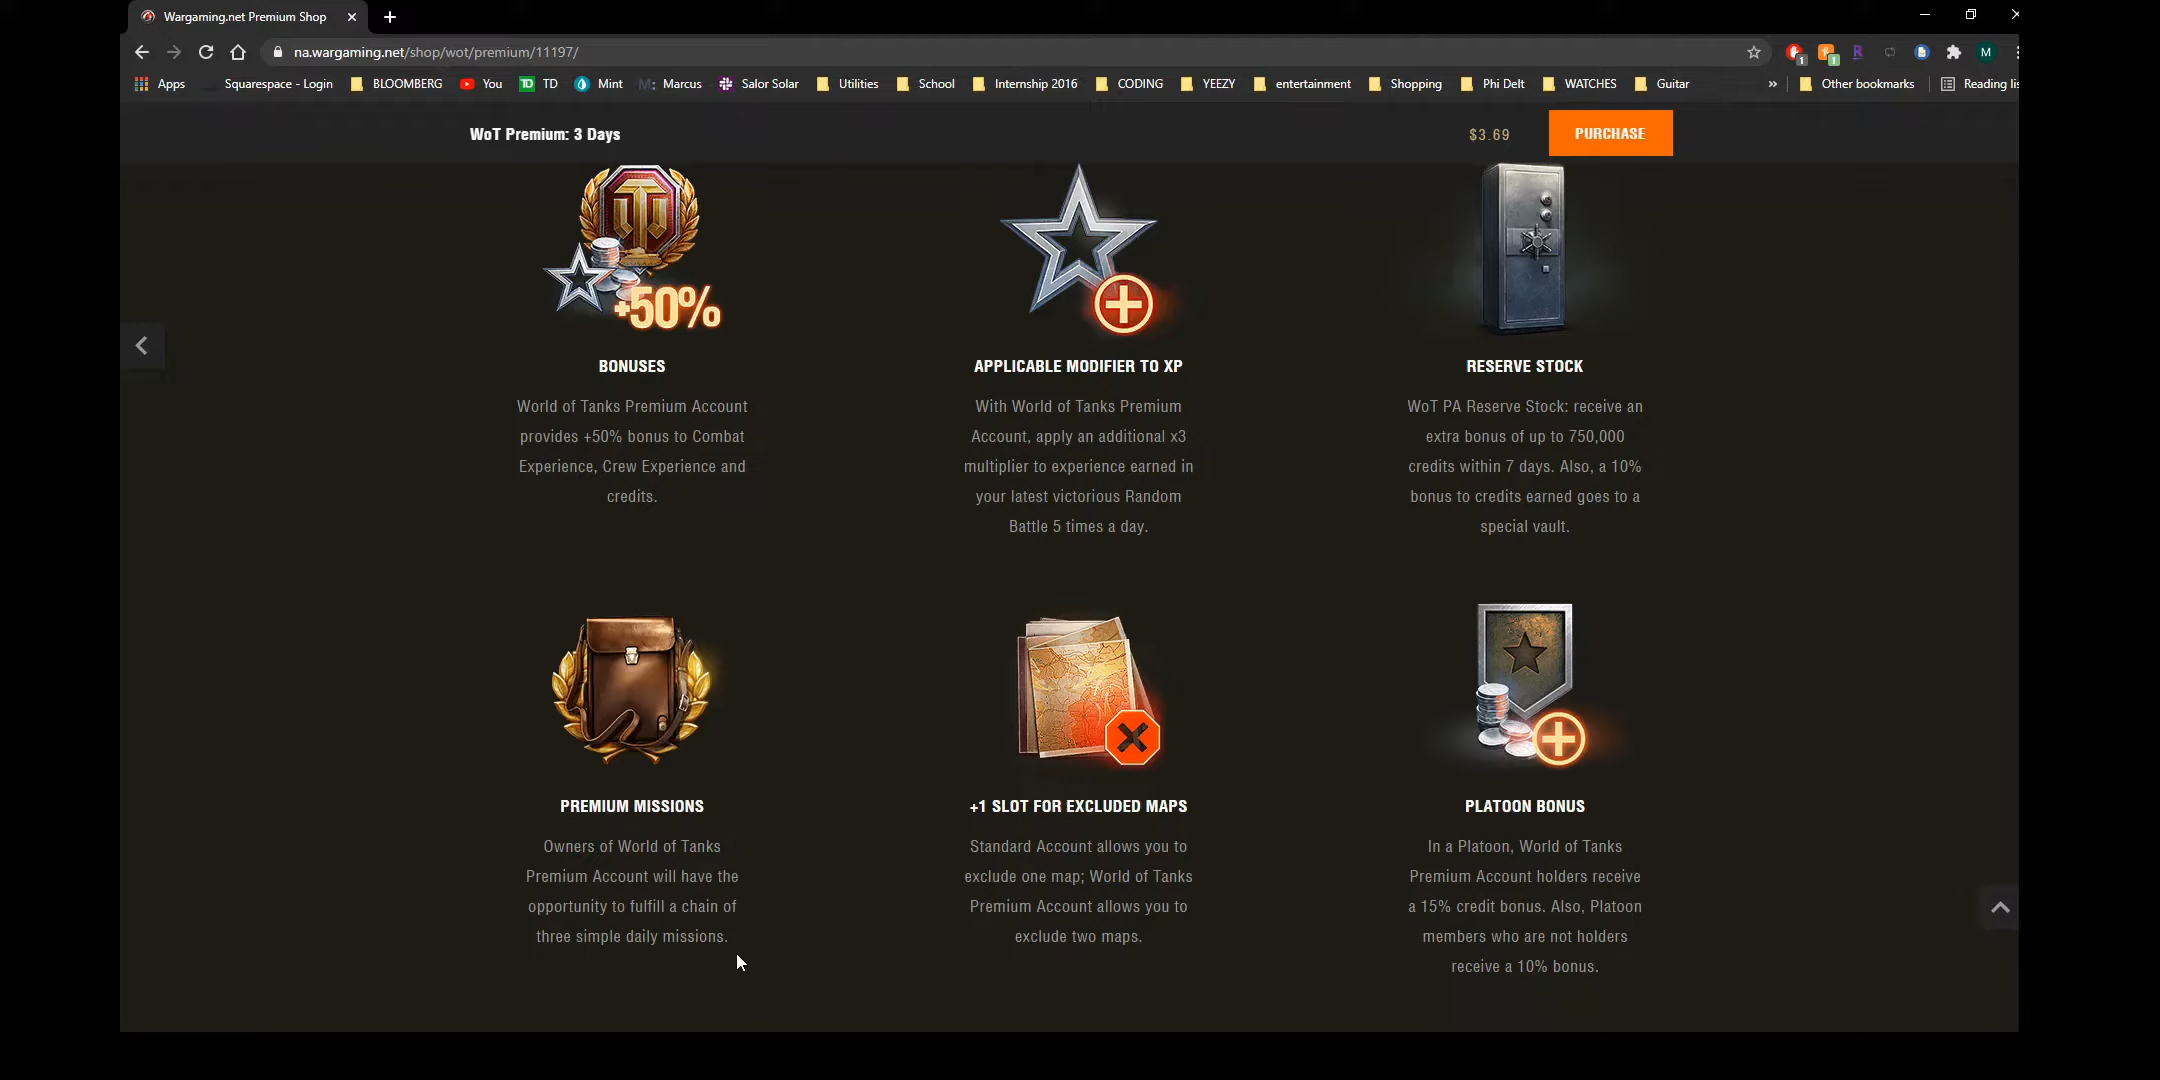 Wargaming.net Premium Shop
na.wargaming.net/shop/wot/premium/11197/
1
1
M
Apps
Squarespace - Login
BLOOMBERG
You
TD
TD
Mint
M:
Marcus
Salor Solar
Utilities
School
Internship 2016
CODING
YEEZY
entertainment
Shopping
Phi Delt
WATCHES
Guitar
»
Other bookmarks
Reading lis
WoT Premium: 3 Days
$3.69
PURCHASE
+50%
BONUSES
World of Tanks Premium Account
provides +50% bonus to Combat
Experience, Crew Experience and
credits.
APPLICABLE MODIFIER TO XP
With World of Tanks Premium
Account, apply an additional x3
multiplier to experience earned in
your latest victorious Random
Battle 5 times a day.
RESERVE STOCK
WoT PA Reserve Stock: receive an
extra bonus of up to 750,000
credits within 7 days. Also, a 10%
bonus to credits earned goes to a
special vault.
PREMIUM MISSIONS
Owners of World of Tanks
Premium Account will have the
opportunity to fulfill a chain of
three simple daily missions.
+1 SLOT FOR EXCLUDED MAPS
Standard Account allows you to
exclude one map; World of Tanks
Premium Account allows you to
exclude two maps.
PLATOON BONUS
In a Platoon, World of Tanks
Premium Account holders receive
a 15% credit bonus. Also, Platoon
members who are not holders
receive a 10% bonus.